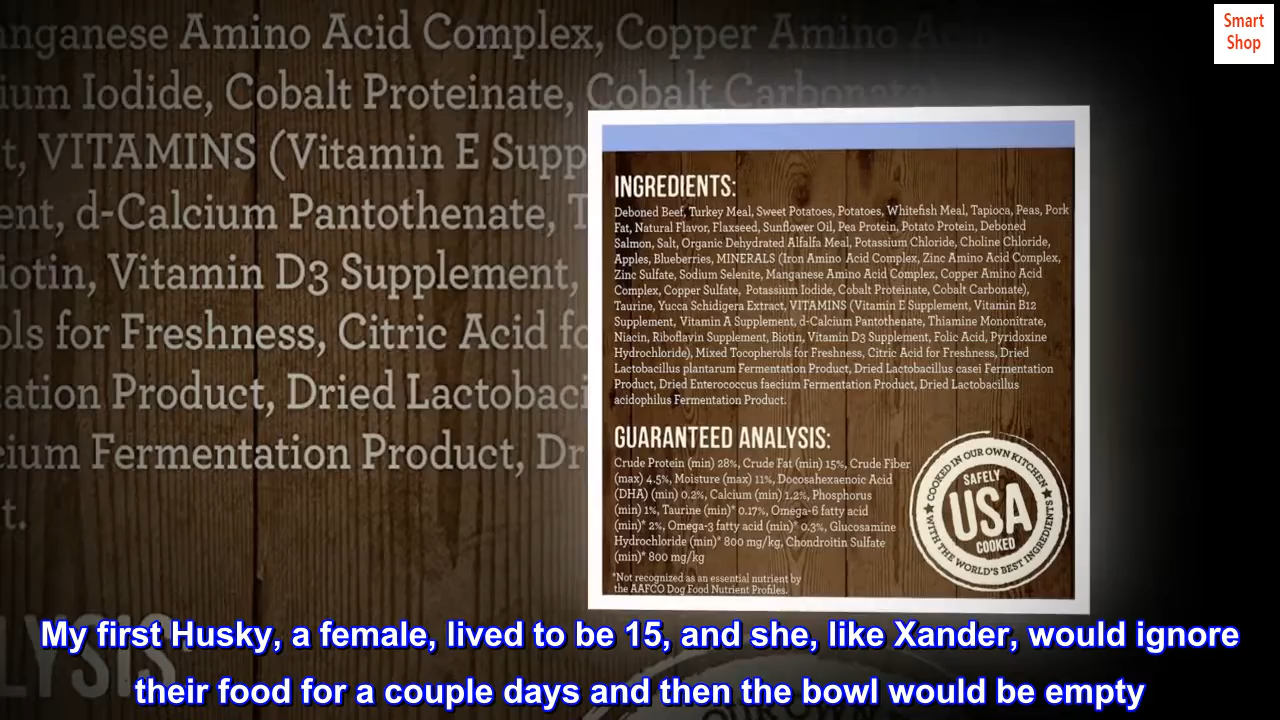 Smart
Shop
nganese Amino Acid Complex, Copper Amino
ium Iodide, Cobalt Proteinate, Cobalt Carbonate)
t, VITAMINS (Vitamin E Supp
ent, d-Calcium Pantothenate, T
iotin, Vitamin D3 Supplement,
ols for Freshness, Citric Acid fo
ation Product, Dried Lactobaci
ium Fermentation Product, Dr
t.
LYSIS:
INGREDIENTS:
Deboned Beef, Turkey Meal, Sweet Potatoes, Potatoes, Whitefish Meal, Tapioca, Peas, Pork
Fat, Natural Flavor, Flaxseed, Sunflower Oil, Pea Protein, Potato Protein, Deboned
Salmon, Salt, Organic Dehydrated Alfalfa Meal, Potassium Chloride, Choline Chloride,
Apples, Blueberries, MINERALS (Iron Amino Acid Complex, Zinc Amino Acid Complex,
Zinc Sulfate, Sodium Selenite, Manganese Amino Acid Complex, Copper Amino Acid
Complex, Copper Sulfate, Potassium Iodide, Cobalt Proteinate, Cobalt Carbonate),
Taurine, Yucca Schidigera Extract, VITAMINS (Vitamin E Supplement, Vitamin B12
Supplement, Vitamin A Supplement, d-Calcium Pantothenate, Thiamine Mononitrate,
Niacin, Riboflavin Supplement, Biotin, Vitamin D3 Supplement, Folic Acid, Pyridoxine
Hydrochloride), Mixed Tocopherols for Freshness, Citric Acid for Freshness, Dried
Lactobacillus plantarum Fermentation Product, Dried Lactobacillus casei Fermentation
Product, Dried Enterococcus faecium Fermentation Product, Dried Lactobacillus
acidophilus Fermentation Product.
GUARANTEED ANALYSIS:
Crude Protein (min) 28%, Crude Fat (min) 15%, Crude Fiber
(max) 4.5%, Moisture (max) 11%, Docosahexaenoic Acid
(DHA) (min) 0.2%, Calcium (min) 1.2%, Phosphorus
(min) 1%, Taurine (min)* 0.17%, Omega-6 fatty acid
(min)* 2%, Omega-3 fatty acid (min)* 0.3%, Glucosamine
Hydrochloride (min)* 800 mg/kg, Chondroitin Sulfate
(min)* 800 mg/kg
*Not recognized as an essential nutrient by
the AAFCO Dog Food Nutrient Profiles.
COOKED IN OUR OWN KITCHEN
SAFELY
USA
COOKED
WITH THE WORLD'S BEST INGREDIENTS
My first Husky, a female, lived to be 15, and she, like Xander, would ignore
their food for a couple days and then the bowl would be empty